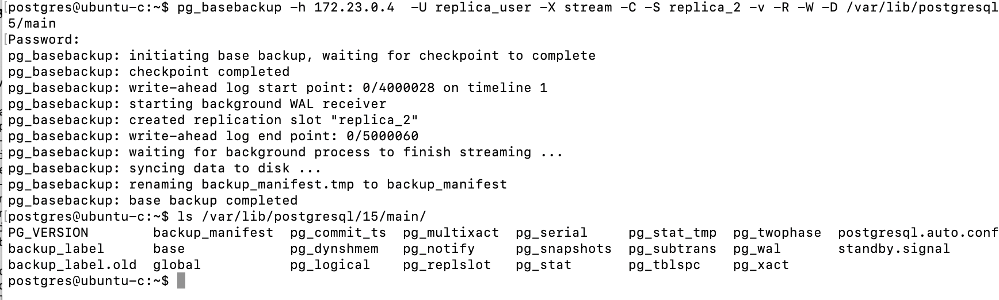 [postgres@ubuntu-c:~$ pg_basebackup -h 172.23.0.4  -U replica_user -X stream -C -S replica_2 -v -R -W -D /var/lib/postgresql
5/main
[Password:
pg_basebackup: initiating base backup, waiting for checkpoint to complete
pg_basebackup: checkpoint completed
pg_basebackup: write-ahead log start point: 0/4000028 on timeline 1
pg_basebackup: starting background WAL receiver
pg_basebackup: created replication slot "replica_2"
pg_basebackup: write-ahead log end point: 0/5000060
pg_basebackup: waiting for background process to finish streaming ...
pg_basebackup: syncing data to disk ...
pg_basebackup: renaming backup_manifest.tmp to backup_manifest
pg_basebackup: base backup completed
[postgres@ubuntu-c:~$ ls /var/lib/postgresql/15/main/
PG_VERSION        backup_manifest  pg_commit_ts  pg_multixact  pg_serial     pg_stat_tmp  pg_twophase  postgresql.auto.conf
backup_label      base             pg_dynshmem   pg_notify     pg_snapshots  pg_subtrans  pg_wal       standby.signal
backup_label.old  global           pg_logical    pg_replslot   pg_stat       pg_tblspc    pg_xact
postgres@ubuntu-c:~$